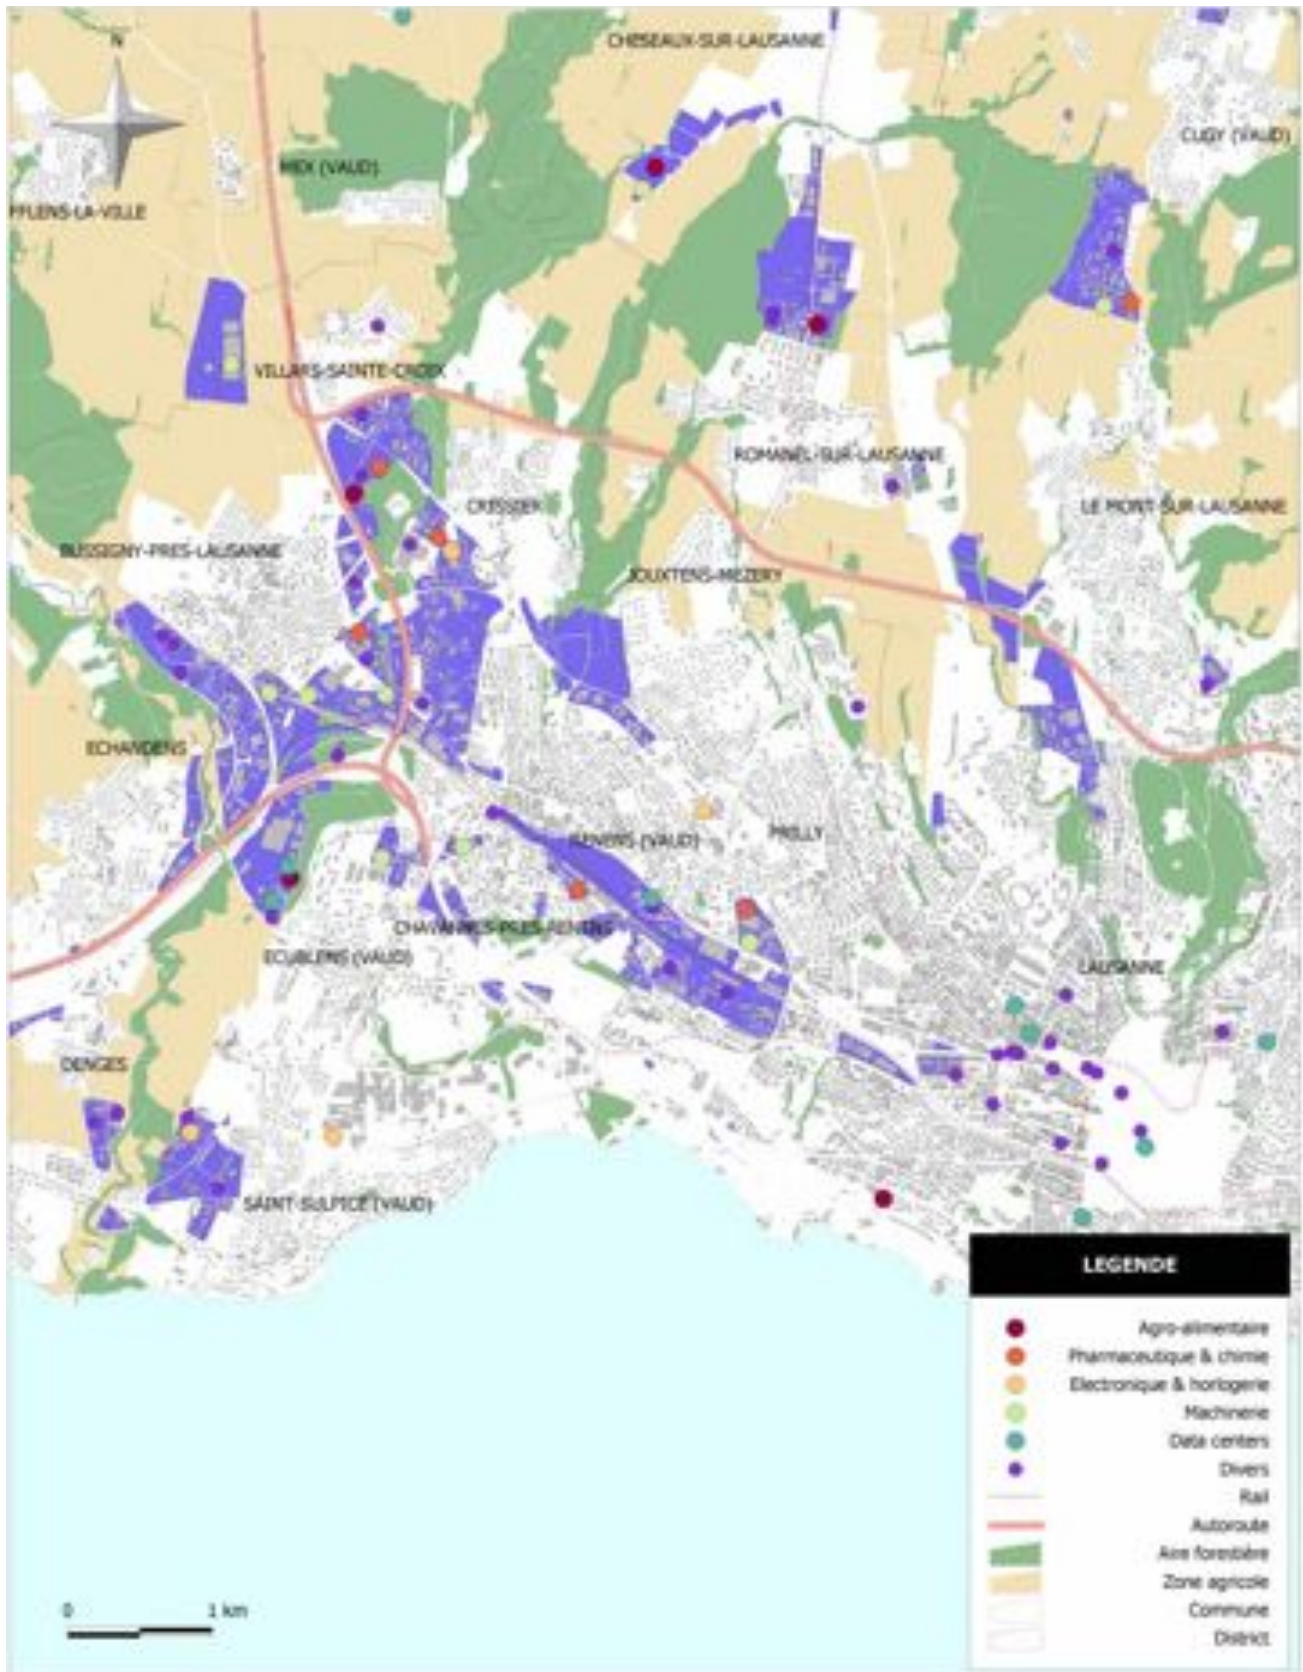 N
CHESEAUX-SUR-LAUSANNE
CUGY (VAUD)
MEX (VAUD)
FFLENS-LA-VILLE
VILLARS-SAINTE-CROIX
ROMANEL-SUR-LAUSANNE
CRISSIER
LE MONT-SUR-LAUSANNE
BUSSIGNY-PRES-LAUSANNE
JOUXTENS-MEZERY
ECHANDENS
RENENS (VAUD)
PRILLY
CHAVANNES-PRES-RENENS
ECUBLENS (VAUD)
LAUSANNE
DENGES
SAINT-SULPICE (VAUD)
LEGENDE
Agro-alimentaire
Pharmaceutique & chimie
Electronique & horlogerie
Machinerie
Data centers
Divers
Rail
Autoroute
Aire forestière
Zone agricole
Commune
District
0 1 km